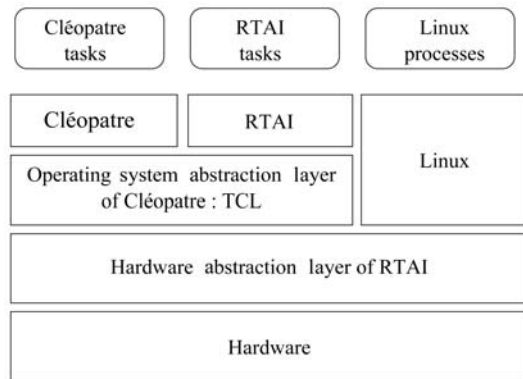 Cléopatre
tasks
RTAI
tasks
Linux
processes
Cléopatre
RTAI
Linux
Operating system abstraction layer
of Cléopatre : TCL
Hardware abstraction layer of RTAI
Hardware